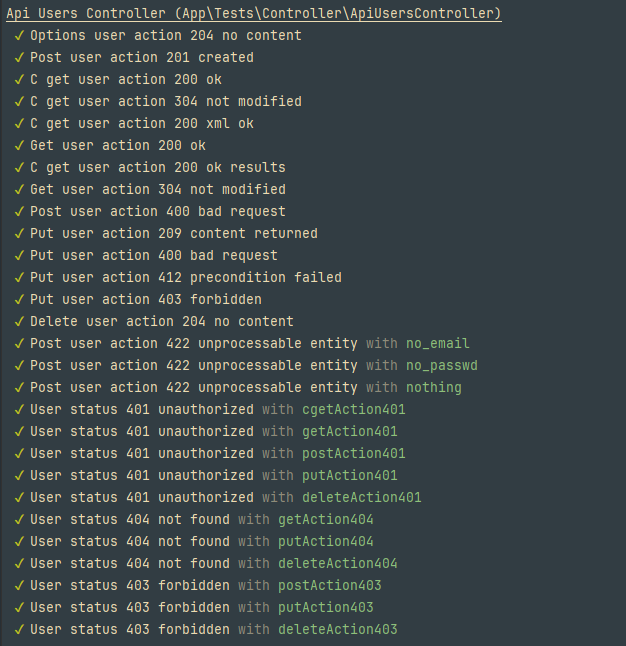 Api Users Controller (App\Tests\Controller\ApiUsersController)
✓ Options user action 204 no content
✓ Post user action 201 created
✓ C get user action 200 ok
✓ C get user action 304 not modified
✓ C get user action 200 xml ok
✓ Get user action 200 ok
✓ C get user action 200 ok results
✓ Get user action 304 not modified
✓ Post user action 400 bad request
✓ Put user action 209 content returned
✓ Put user action 400 bad request
✓ Put user action 412 precondition failed
✓ Put user action 403 forbidden
✓ Delete user action 204 no content
✓ Post user action 422 unprocessable entity with no_email
✓ Post user action 422 unprocessable entity with no_passwd
✓ Post user action 422 unprocessable entity with nothing
✓ User status 401 unauthorized with cgetAction401
✓ User status 401 unauthorized with getAction401
✓ User status 401 unauthorized with postAction401
✓ User status 401 unauthorized with putAction401
✓ User status 401 unauthorized with deleteAction401
✓ User status 404 not found with getAction404
✓ User status 404 not found with putAction404
✓ User status 404 not found with deleteAction404
✓ User status 403 forbidden with postAction403
✓ User status 403 forbidden with putAction403
✓ User status 403 forbidden with deleteAction403